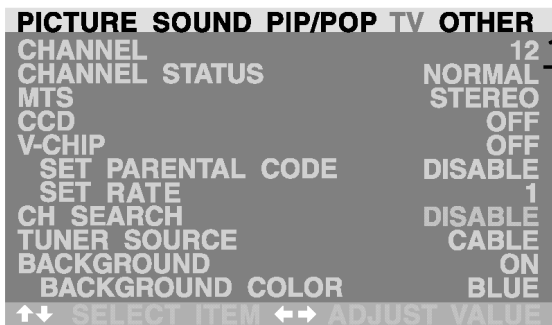 PICTURE SOUND PIP/POP TV OTHER
CHANNEL 12
CHANNEL STATUS NORMAL
MTS STEREO
CCD OFF
V-CHIP OFF
SET PARENTAL CODE DISABLE
SET RATE 1
CH SEARCH DISABLE
TUNER SOURCE CABLE
BACKGROUND ON
BACKGROUND COLOR BLUE
SELECT ITEM ADJUST VALUE